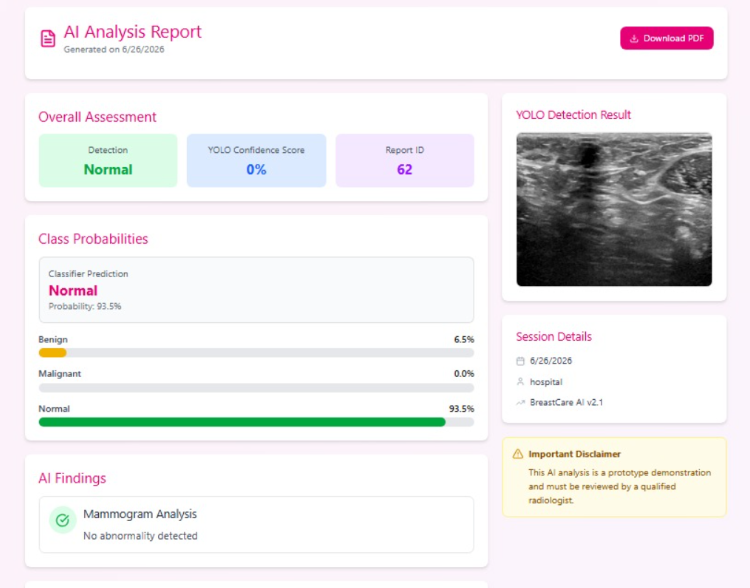 AI Analysis Report
Generated on 6/26/2026
Download PDF
Overall Assessment
Detection
Normal
YOLO Confidence Score
0%
Report ID
62
Class Probabilities
Classifier Prediction
Normal
Probability: 93.5%
Benign 6.5%
Malignant 0.0%
Normal 93.5%
AI Findings
Mammogram Analysis
No abnormality detected
YOLO Detection Result
Session Details
6/26/2026
hospital
BreastCare AI v2.1
Important Disclaimer
This AI analysis is a prototype demonstration
and must be reviewed by a qualified
radiologist.